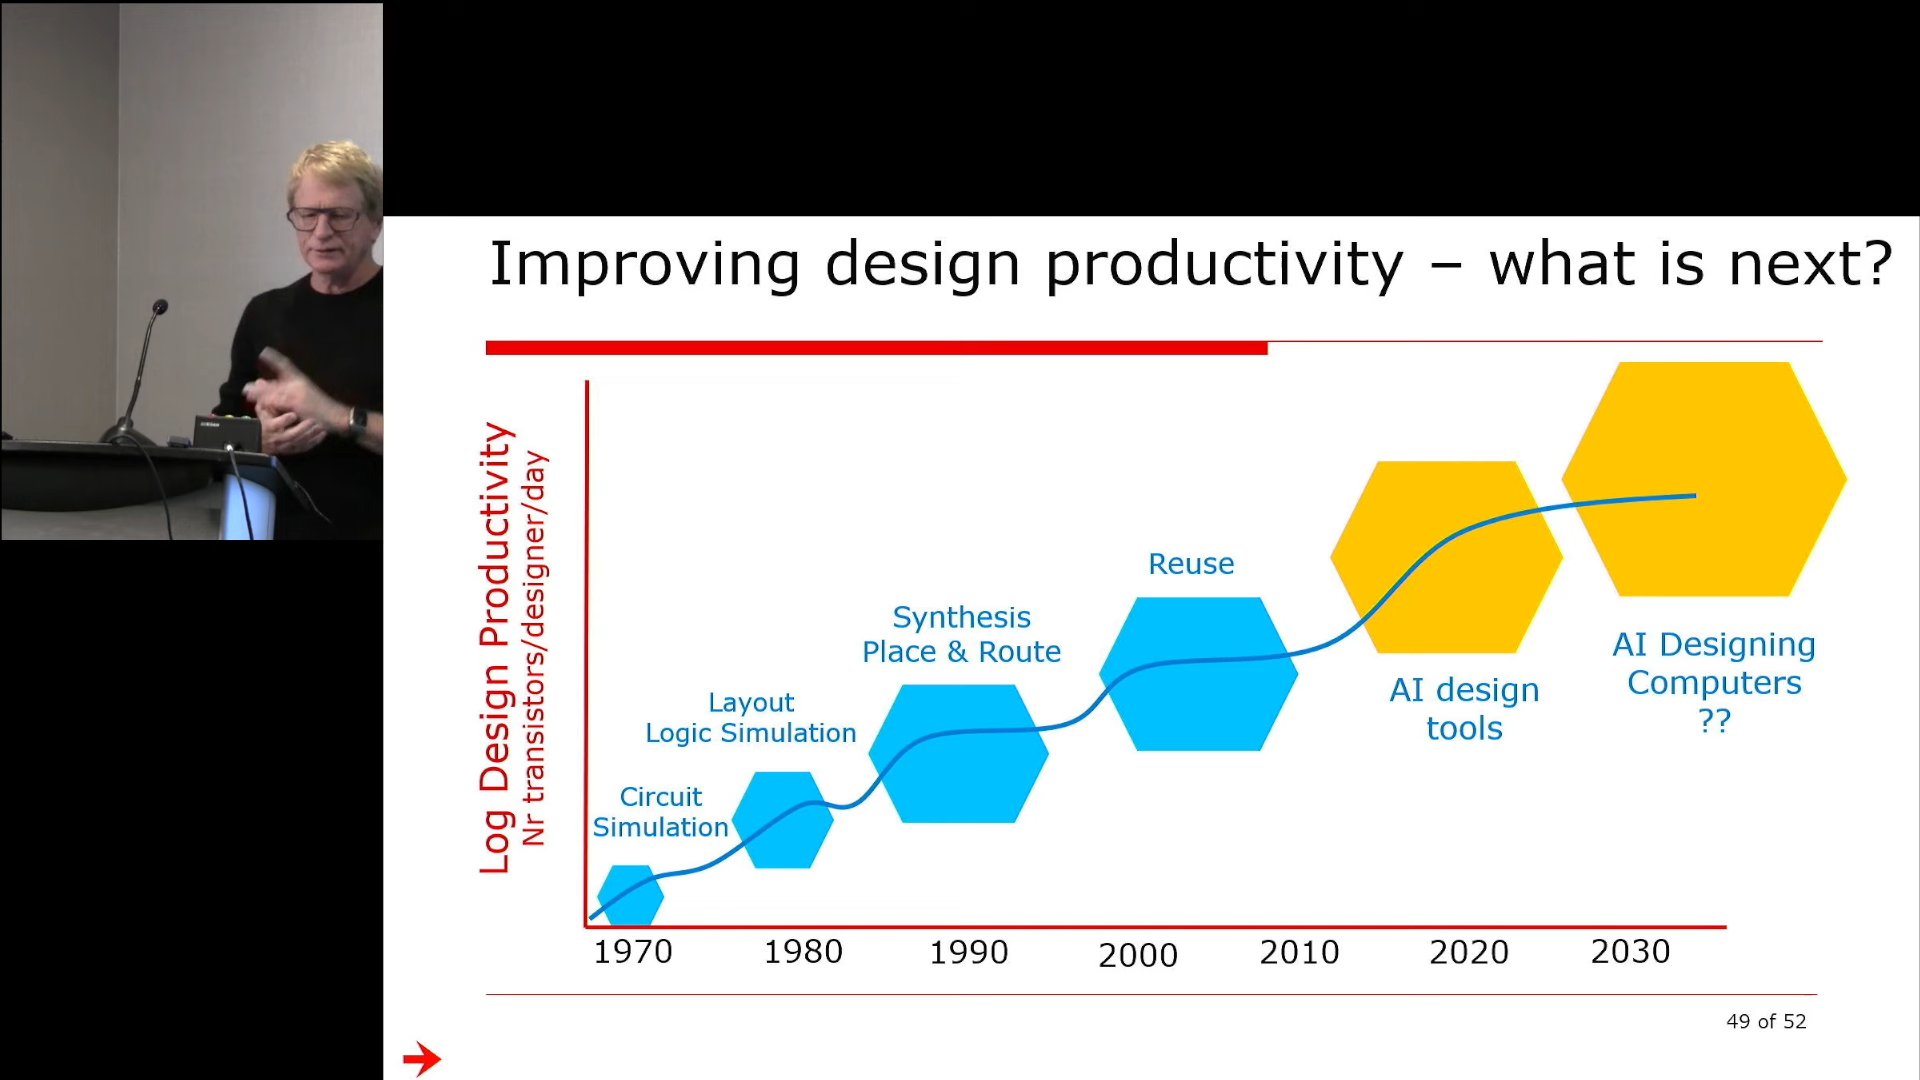 Improving design productivity – what is next?
Log Design Productivity
Nr transistors/designer/day
Circuit
Simulation
Layout
Logic Simulation
Synthesis
Place & Route
Reuse
AI design
tools
AI Designing
Computers
??
1970
1980
1990
2000
2010
2020
2030
49 of 52